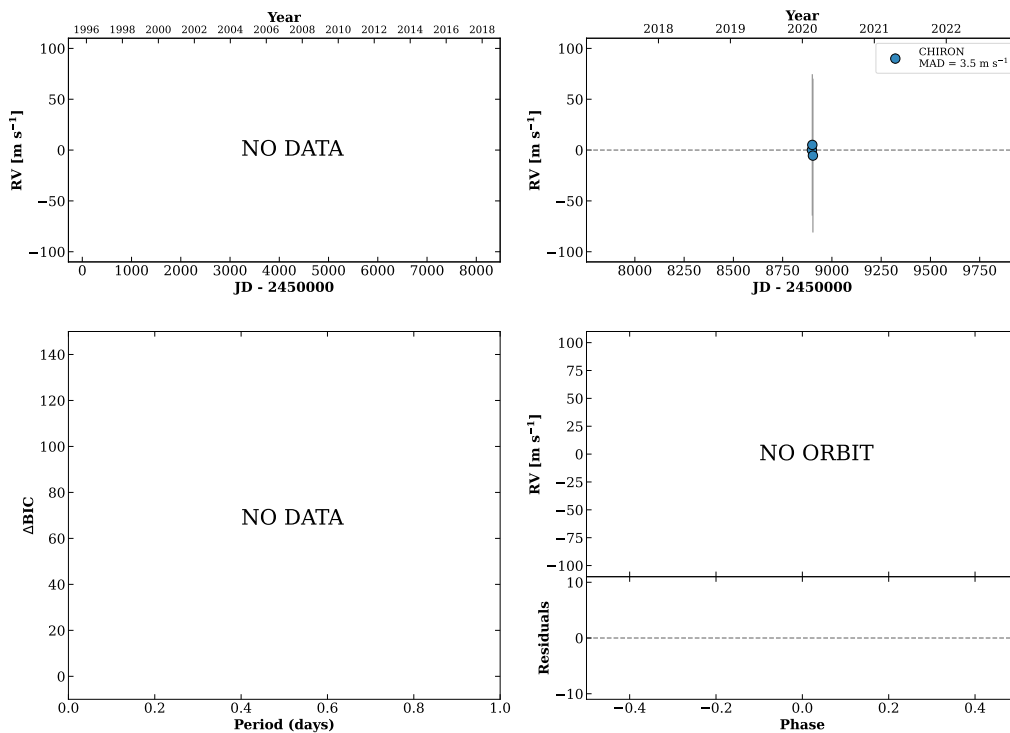 Year
1996 1998 2000 2002 2004 2006 2008 2010 2012 2014 2016 2018
100
50
0
−50
−100
RV [m s⁻¹]
NO DATA
0 1000 2000 3000 4000 5000 6000 7000 8000
JD - 2450000
Year
2018 2019 2020 2021 2022
CHIRON
MAD = 3.5 m s⁻¹
100
50
0
−50
−100
RV [m s⁻¹]
8000 8250 8500 8750 9000 9250 9500 9750
JD - 2450000
140
120
100
80
60
40
20
0
ΔBIC
NO DATA
0.0 0.2 0.4 0.6 0.8 1.0
Period (days)
100
75
50
25
0
−25
−50
−75
−100
RV [m s⁻¹]
NO ORBIT
10
0
−10
Residuals
−0.4 −0.2 0.0 0.2 0.4
Phase